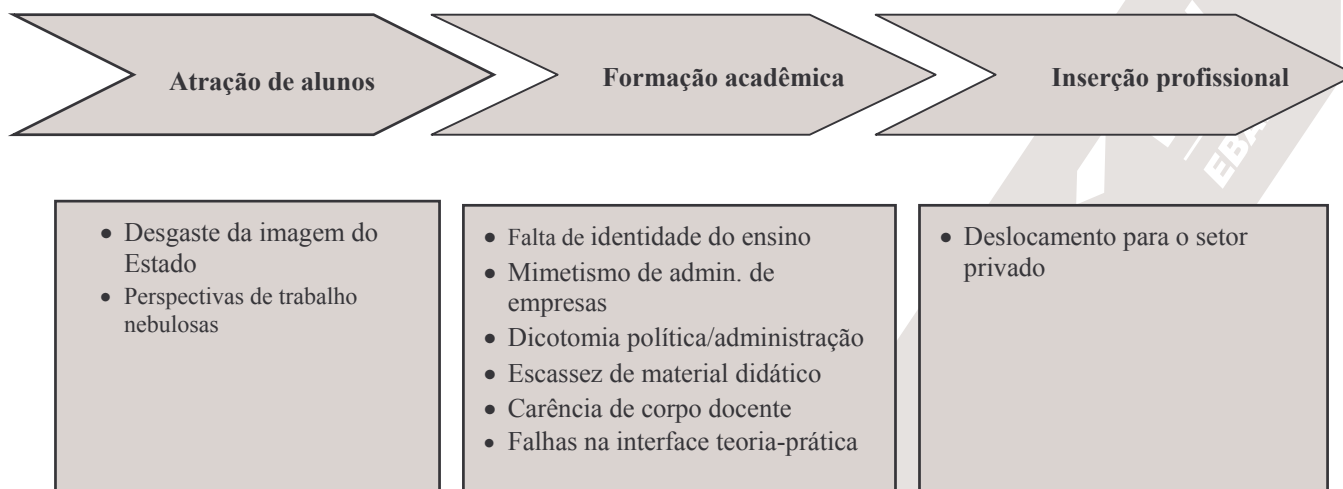 Atração de alunos
Formação acadêmica
Inserção profissional
• Desgaste da imagem do
Estado
• Perspectivas de trabalho
nebulosas
• Falta de identidade do ensino
• Mimetismo de admin. de
empresas
• Dicotomia política/administração
• Escassez de material didático
• Carência de corpo docente
• Falhas na interface teoria-prática
• Deslocamento para o setor
privado